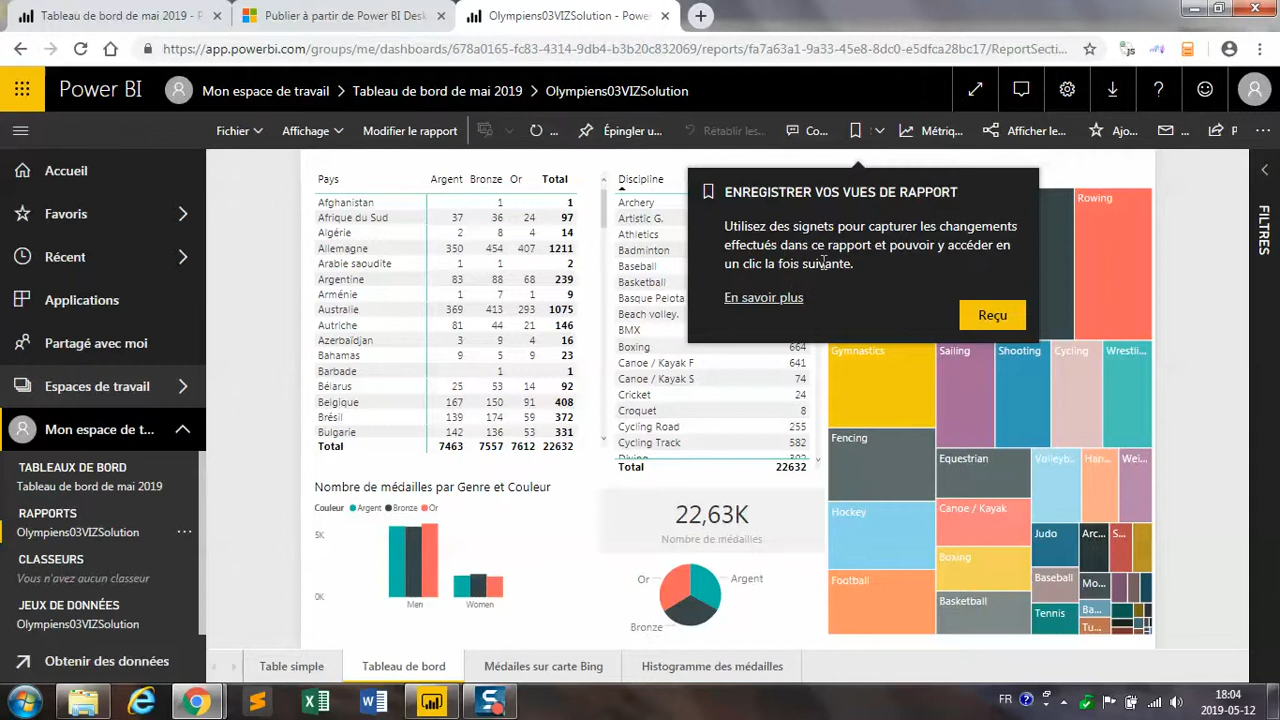 Tableau de bord de mai 2019 -
Publier à partir de Power BI Desk
Olympiens03VIZSolution - Power
https://app.powerbi.com/groups/me/dashboards/678a0165-fc83-4314-9db4-b3b20c832069/reports/fa7a63a1-9a33-45e8-8dc0-e5dfca28bc17/ReportSecti...
Power BI
Mon espace de travail > Tableau de bord de mai 2019 > Olympiens03VIZSolution
Fichier
Affichage
Modifier le rapport
...
Épingler u...
Rétablir les...
Co...
Métriq...
Afficher le...
Ajo...
...
Accueil
Favoris
Récent
Applications
Partagé avec moi
Espaces de travail
Mon espace de t...
TABLEAUX DE BORD
Tableau de bord de mai 2019
RAPPORTS
Olympiens03VIZSolution ...
CLASSEURS
Vous n'avez aucun classeur
JEUX DE DONNÉES
Olympiens03VIZSolution
Obtenir des données
Pays Argent Bronze Or Total
Afghanistan 1 1
Afrique du Sud 37 36 24 97
Algérie 2 8 4 14
Allemagne 350 454 407 1211
Arabie saoudite 1 1 2
Argentine 83 88 68 239
Arménie 1 7 1 9
Australie 369 413 293 1075
Autriche 81 44 21 146
Azerbaïdjan 3 9 4 16
Bahamas 9 5 9 23
Barbade 1 1
Bélarus 25 53 14 92
Belgique 167 150 91 408
Brésil 139 174 59 372
Bulgarie 142 136 53 331
Total 7463 7557 7612 22632
Discipline
Archery
Artistic G.
Athletics
Badminton
Baseball
Basketball
Basque Pelota
Beach volley.
BMX
Boxing 664
Canoe / Kayak F 641
Canoe / Kayak S 74
Cricket 24
Croquet 8
Cycling Road 255
Cycling Track 582
Diving 302
Total 22632
ENREGISTRER VOS VUES DE RAPPORT
Utilisez des signets pour capturer les changements
effectués dans ce rapport et pouvoir y accéder en
un clic la fois suivante.
En savoir plus
Reçu
Rowing
Gymnastics
Sailing
Shooting
Cycling
Wrestli...
Fencing
Equestrian
Volleyb...
Han...
Wei...
Hockey
Canoe / Kayak
Judo
Arc...
S...
Boxing
Baseball
Mo...
Football
Basketball
Tennis
Ba...
Tu...
FILTRES
Nombre de médailles par Genre et Couleur
Couleur Argent Bronze Or
5K
0K
Men
Women
22,63K
Nombre de médailles
Or
Argent
Bronze
Table simple
Tableau de bord
Médailes sur carte Bing
Histogramme des médailles
FR
18:04
2019-05-12